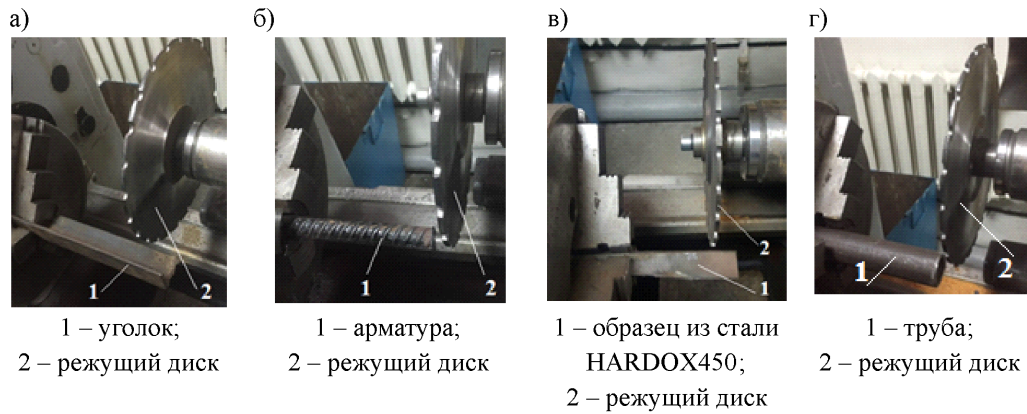 а)
б)
в)
г)
1
2
1
2
2
1
1
2
1 – уголок;
2 – режущий диск
1 – арматура;
2 – режущий диск
1 – образец из стали
HARDOX450;
2 – режущий диск
1 – труба;
2 – режущий диск